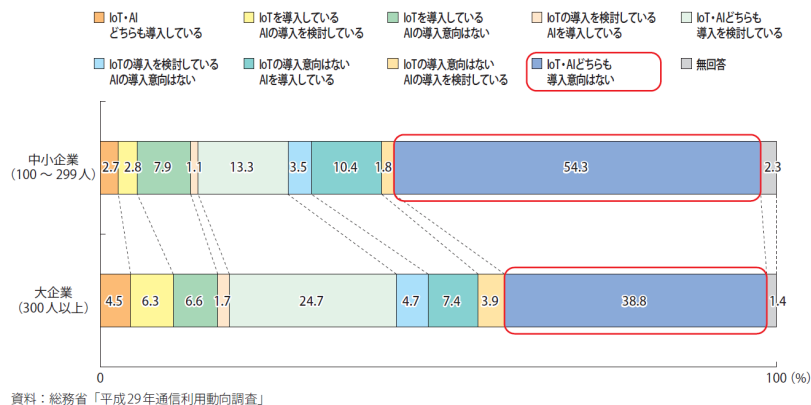 IoT・AI
どちらも導入している
IoTを導入している
AIの導入を検討している
IoTを導入している
AIの導入意向はない
IoTの導入を検討している
AIを導入している
IoT・AIどちらも
導入を検討している
IoTの導入を検討している
AIの導入意向はない
IoTの導入意向はない
AIを導入している
IoTの導入意向はない
AIの導入を検討している
IoT・AIどちらも
導入意向はない
無回答
中小企業
（100 ～ 299人）
2.7 2.8 7.9 1.1 13.3 3.5 10.4 1.8 54.3 2.3
大企業
（300人以上）
4.5 6.3 6.6 1.7 24.7 4.7 7.4 3.9 38.8 1.4
0 100 (%)
資料：総務省「平成29年通信利用動向調査」